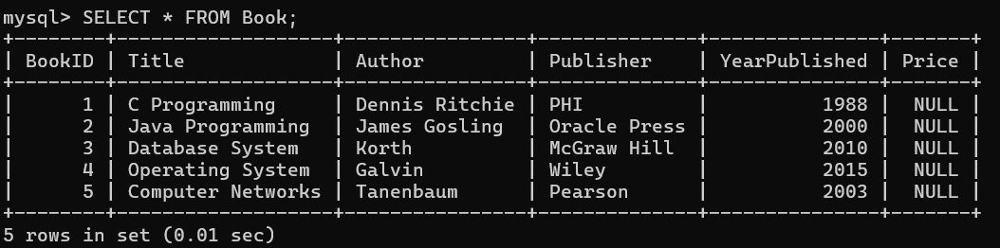 mysql> SELECT * FROM Book;
+--------+-------------------+----------------+--------------+---------------+-------+
| BookID | Title             | Author         | Publisher    | YearPublished | Price |
+--------+-------------------+----------------+--------------+---------------+-------+
|      1 | C Programming     | Dennis Ritchie | PHI          |          1988 |  NULL |
|      2 | Java Programming  | James Gosling  | Oracle Press |          2000 |  NULL |
|      3 | Database System   | Korth          | McGraw Hill  |          2010 |  NULL |
|      4 | Operating System  | Galvin         | Wiley        |          2015 |  NULL |
|      5 | Computer Networks | Tanenbaum      | Pearson      |          2003 |  NULL |
+--------+-------------------+----------------+--------------+---------------+-------+
5 rows in set (0.01 sec)